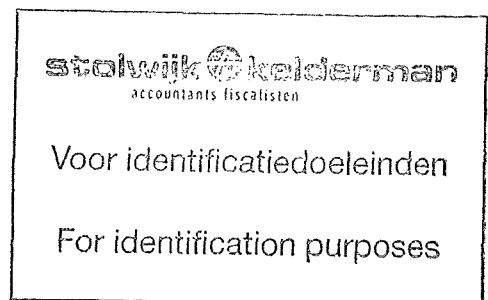 stolwijk kelderman
accountants fiscalisten
Voor identificatiedoeleinden
For identification purposes